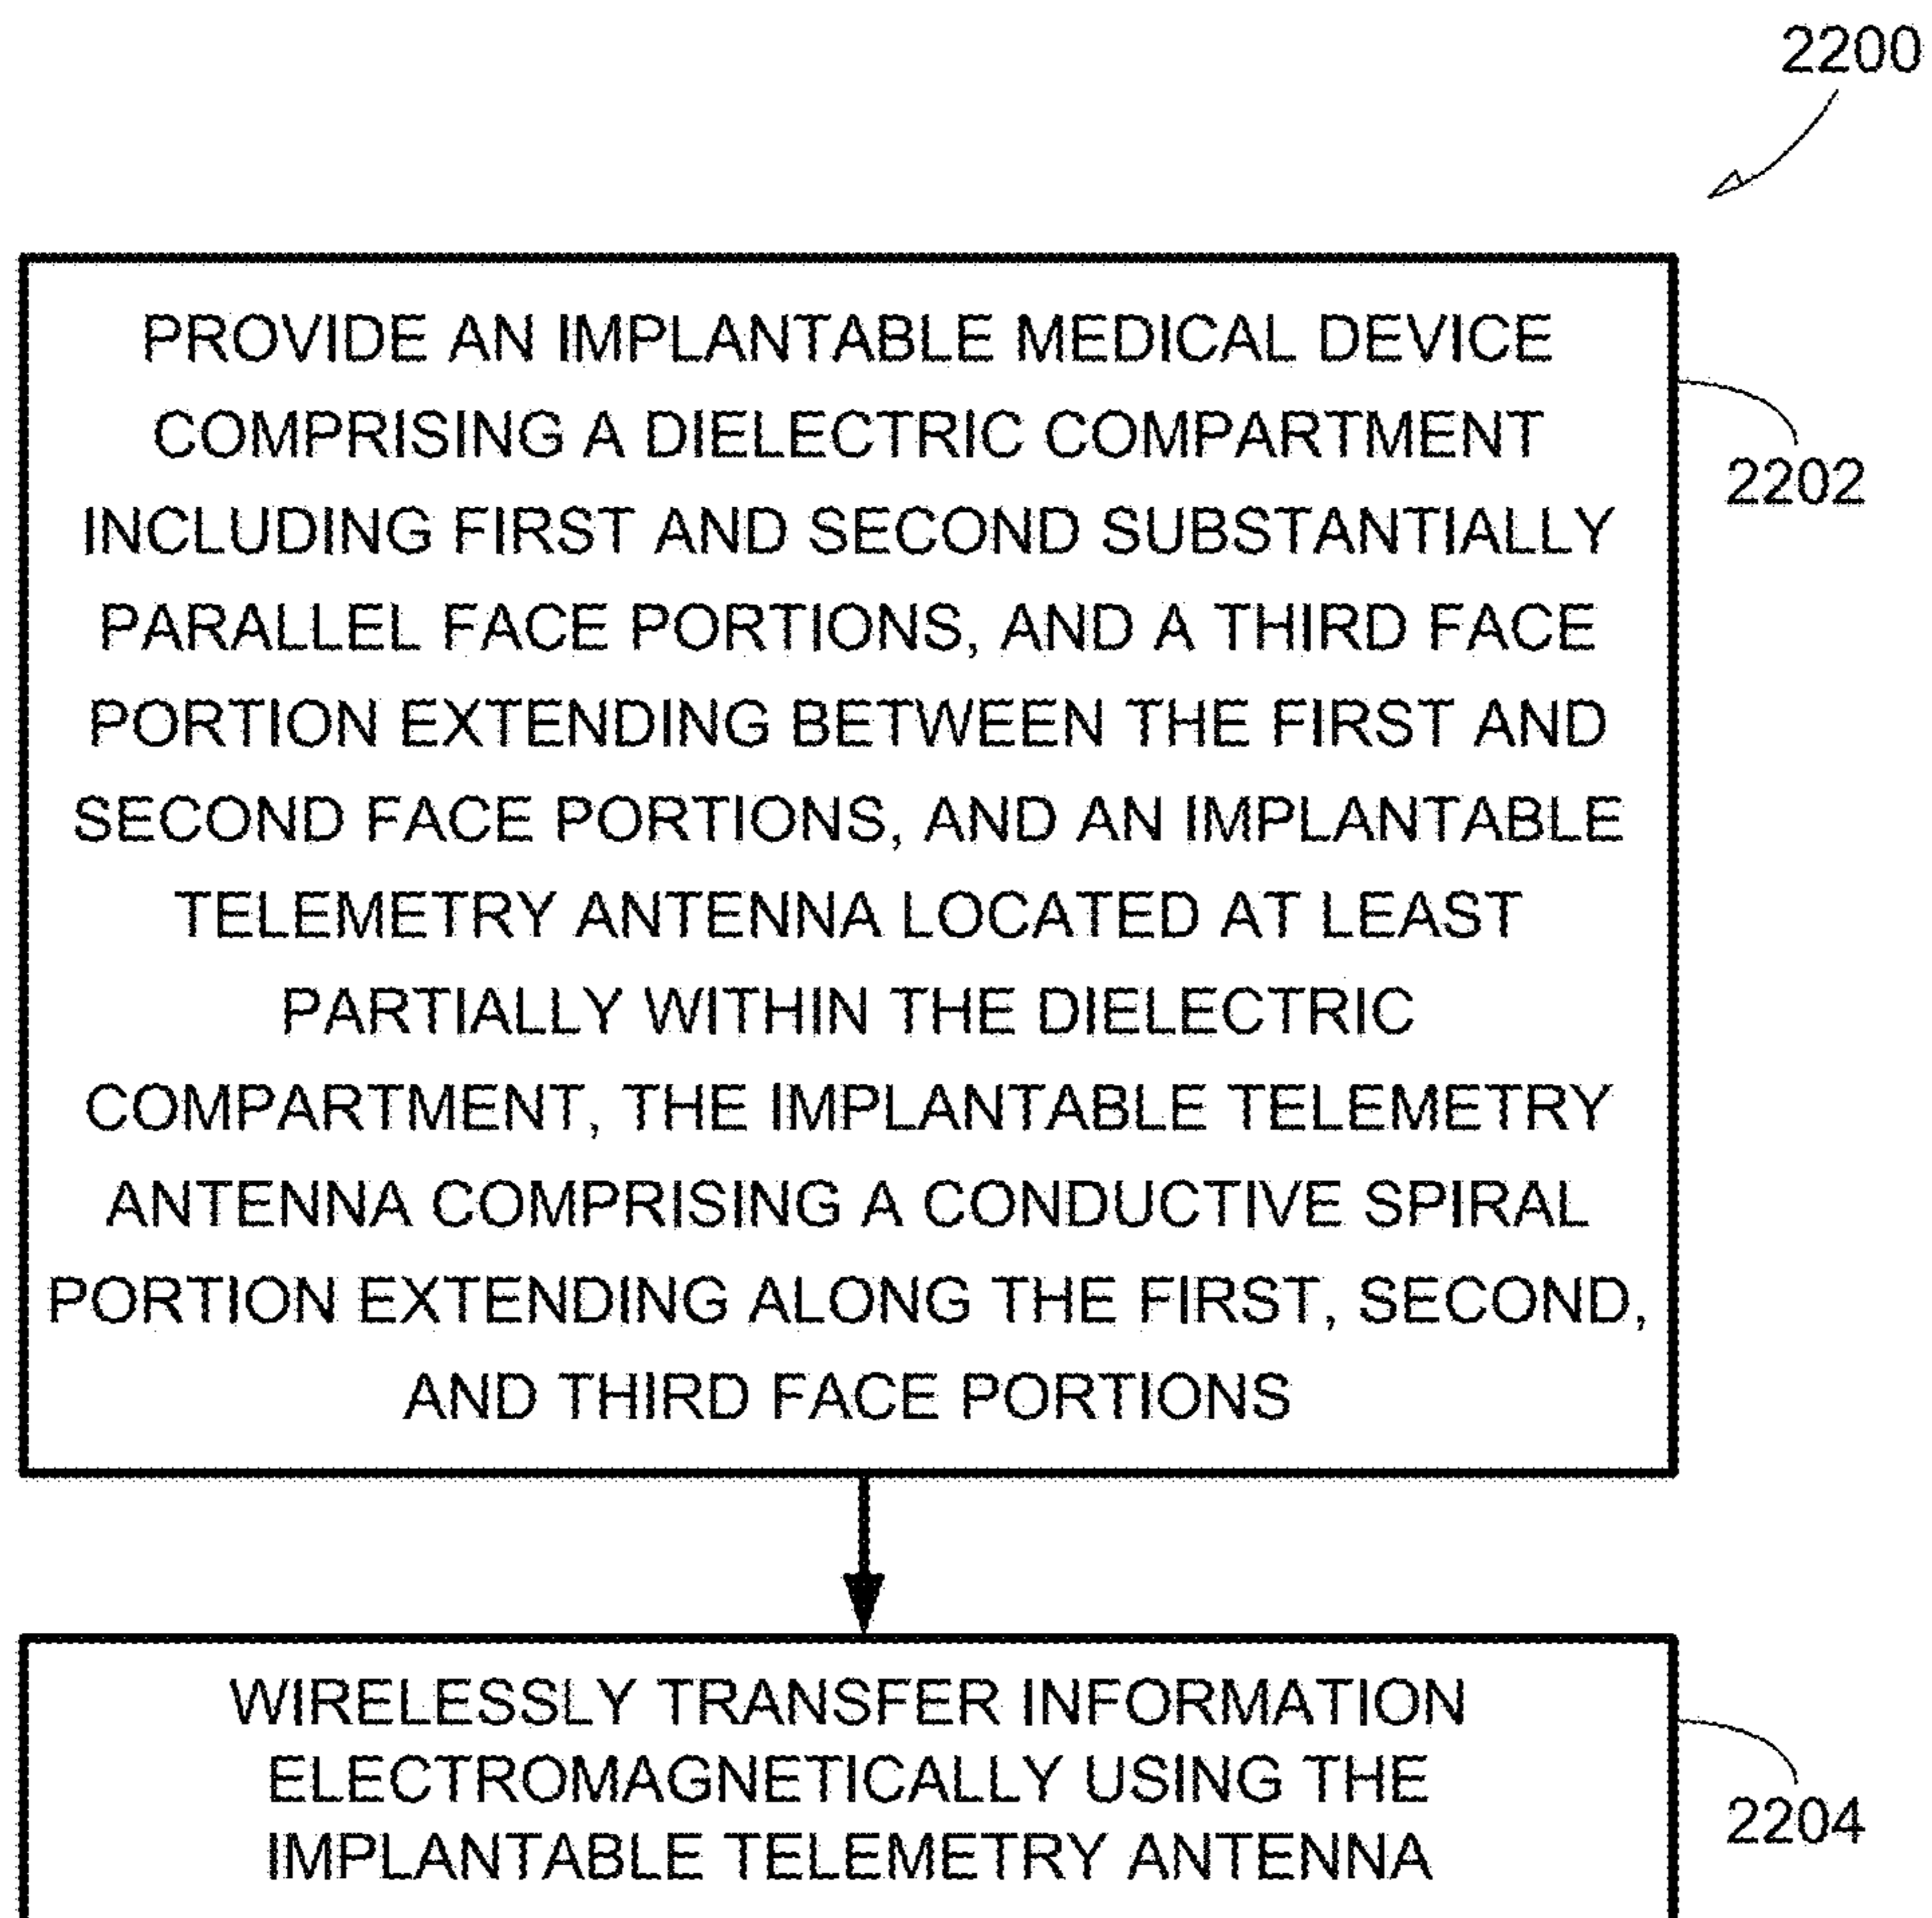 2200
PROVIDE AN IMPLANTABLE MEDICAL DEVICE
COMPRISING A DIELECTRIC COMPARTMENT
INCLUDING FIRST AND SECOND SUBSTANTIALLY
PARALLEL FACE PORTIONS, AND A THIRD FACE
PORTION EXTENDING BETWEEN THE FIRST AND
SECOND FACE PORTIONS, AND AN IMPLANTABLE
TELEMETRY ANTENNA LOCATED AT LEAST
PARTIALLY WITHIN THE DIELECTRIC
COMPARTMENT, THE IMPLANTABLE TELEMETRY
ANTENNA COMPRISING A CONDUCTIVE SPIRAL
PORTION EXTENDING ALONG THE FIRST, SECOND,
AND THIRD FACE PORTIONS
2202
WIRELESSLY TRANSFER INFORMATION
ELECTROMAGNETICALLY USING THE
IMPLANTABLE TELEMETRY ANTENNA
2204